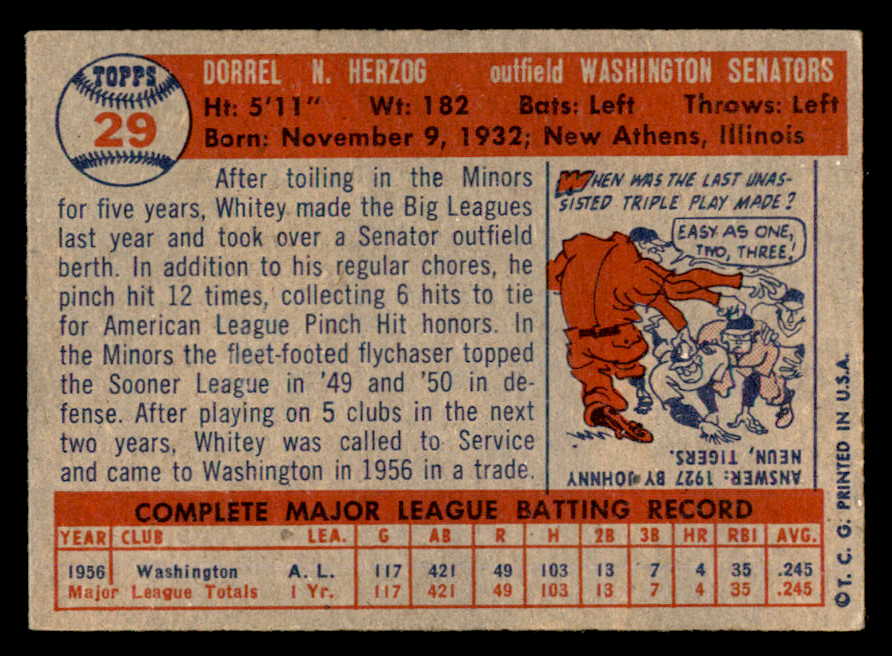 TOPPS
29
DORREL N. HERZOG outfield WASHINGTON SENATORS
Ht: 5'11" Wt: 182 Bats: Left Throws: Left
Born: November 9, 1932; New Athens, Illinois
After toiling in the Minors
for five years, Whitey made the Big Leagues
last year and took over a Senator outfield
berth. In addition to his regular chores, he
pinch hit 12 times, collecting 6 hits to tie
for American League Pinch Hit honors. In
the Minors the fleet-footed flychaser topped
the Sooner League in '49 and '50 in de-
fense. After playing on 5 clubs in the next
two years, Whitey was called to Service
and came to Washington in 1956 in a trade.
WHEN WAS THE LAST UNAS-
SISTED TRIPLE PLAY MADE?
EASY AS ONE,
TWO, THREE!
ANSWER: 1927 BY JOHNNY
NEUN, TIGERS.
COMPLETE MAJOR LEAGUE BATTING RECORD
YEAR CLUB LEA. G AB R H 2B 3B HR RBI AVG.
1956 Washington A. L. 117 421 49 103 13 7 4 35 .245
Major League Totals 1 Yr. 117 421 49 103 13 7 4 35 .245
© T. C. G. PRINTED IN U.S.A.